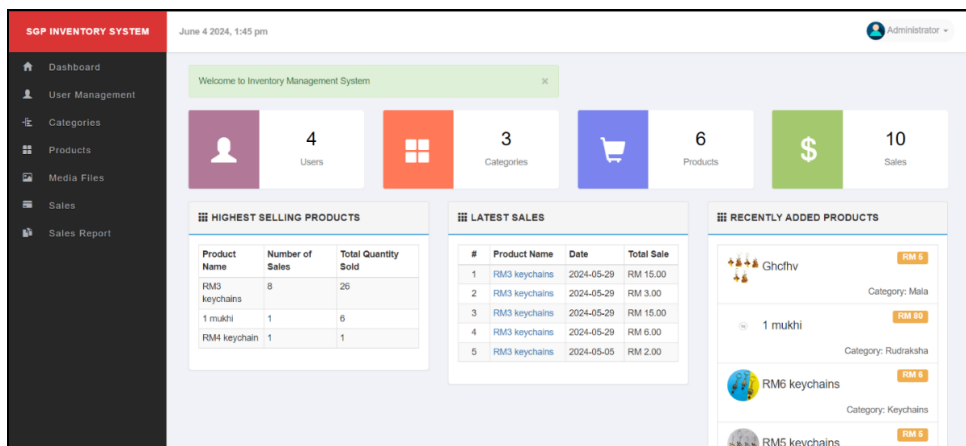 SGP INVENTORY SYSTEM
June 4 2024, 1:45 pm
Administrator
Dashboard
User Management
Categories
Products
Media Files
Sales
Sales Report
Welcome to Inventory Management System ×
4
Users
3
Categories
6
Products
$
10
Sales
HIGHEST SELLING PRODUCTS
Product Name Number of Sales Total Quantity Sold
RM3 keychains 8 26
1 mukhi 1 6
RM4 keychain 1 1
LATEST SALES
# Product Name Date Total Sale
1 RM3 keychains 2024-05-29 RM 15.00
2 RM3 keychains 2024-05-29 RM 3.00
3 RM3 keychains 2024-05-29 RM 15.00
4 RM3 keychains 2024-05-29 RM 6.00
5 RM3 keychains 2024-05-05 RM 2.00
RECENTLY ADDED PRODUCTS
Ghcfhv RM 6
Category: Mala
1 mukhi RM 80
Category: Rudraksha
RM6 keychains RM 6
Category: Keychains
RM5 keychains RM 5